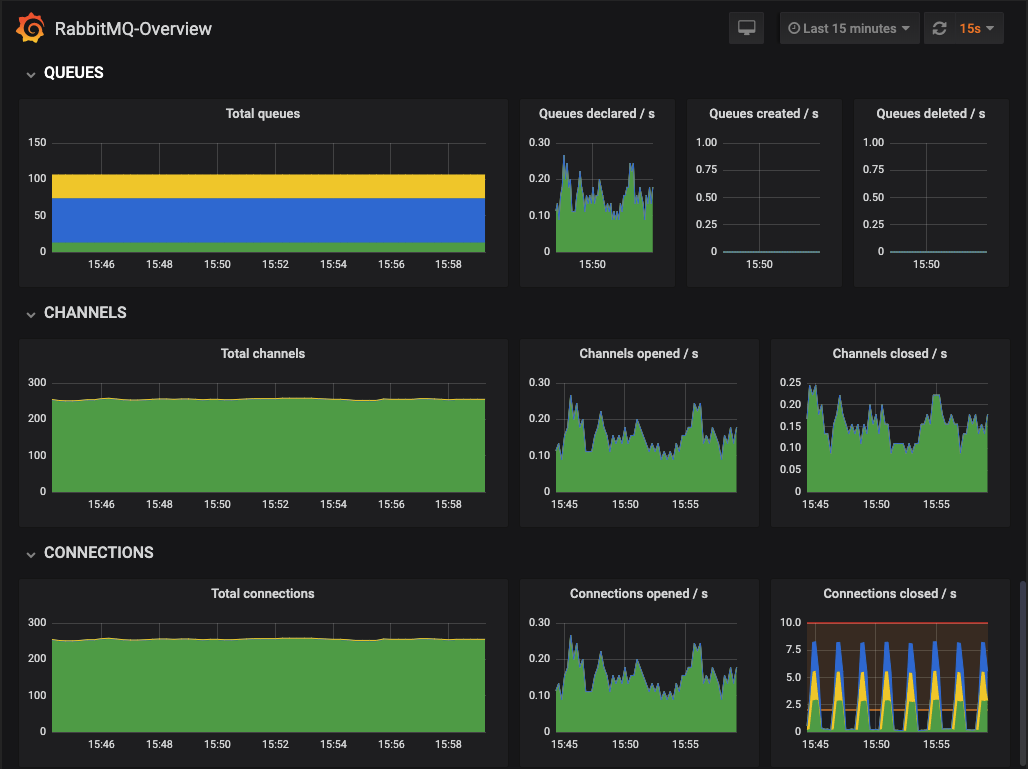 RabbitMQ-Overview
Last 15 minutes
15s
QUEUES
Total queues
150
100
50
0
15:46 15:48 15:50 15:52 15:54 15:56 15:58
Queues declared / s
0.30
0.20
0.10
0
15:50
Queues created / s
1.00
0.75
0.50
0.25
0
15:50
Queues deleted / s
1.00
0.75
0.50
0.25
0
15:50
CHANNELS
Total channels
300
200
100
0
15:46 15:48 15:50 15:52 15:54 15:56 15:58
Channels opened / s
0.30
0.20
0.10
0
15:45 15:50 15:55
Channels closed / s
0.25
0.20
0.15
0.10
0.05
0
15:45 15:50 15:55
CONNECTIONS
Total connections
300
200
100
0
15:46 15:48 15:50 15:52 15:54 15:56 15:58
Connections opened / s
0.30
0.20
0.10
0
15:45 15:50 15:55
Connections closed / s
10.0
7.5
5.0
2.5
0
15:45 15:50 15:55